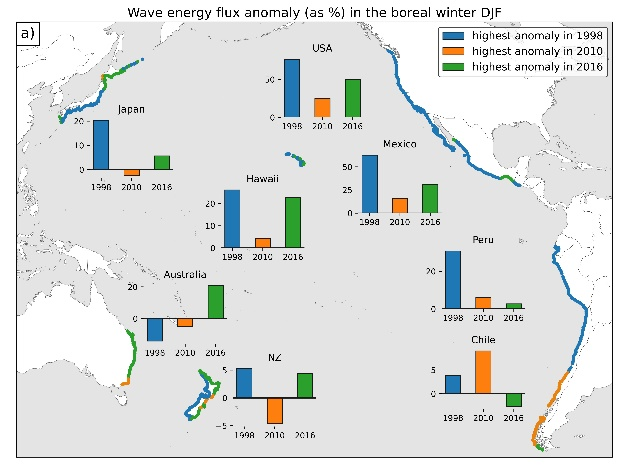 Wave energy flux anomaly (as %) in the boreal winter DJF
a)
highest anomaly in 1998
highest anomaly in 2010
highest anomaly in 2016
USA
50
0
1998 2010 2016
Japan
20
0
1998 2010 2016
Mexico
50
25
0
1998 2010 2016
Hawaii
20
10
0
1998 2010 2016
Peru
20
0
1998 2010 2016
Australia
20
0
1998 2010 2016
Chile
5
0
1998 2010 2016
NZ
5
0
−5
1998 2010 2016